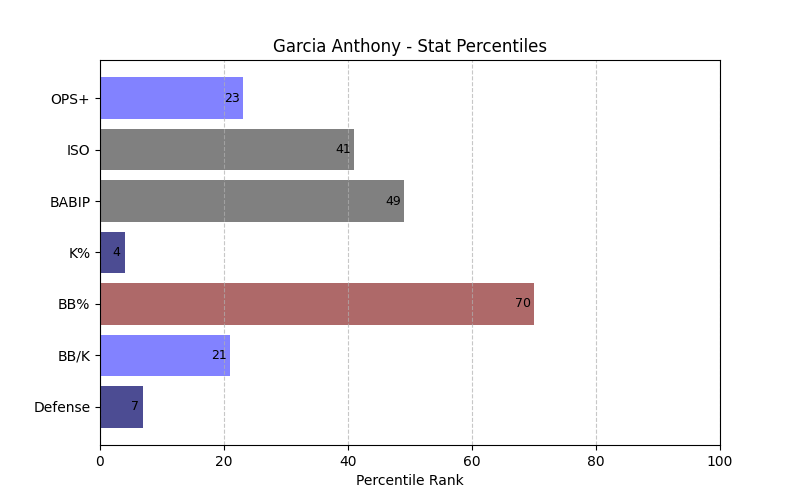 Garcia Anthony - Stat Percentiles
OPS+ 23
ISO 41
BABIP 49
K% 4
BB% 70
BB/K 21
Defense 7
0 20 40 60 80 100
Percentile Rank